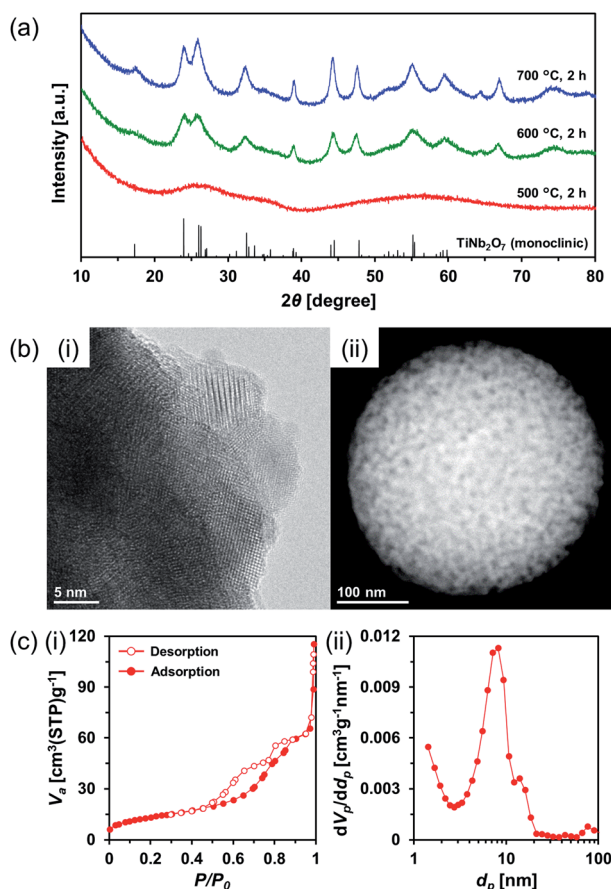 (a)
Intensity [a.u.]
700 °C, 2 h
600 °C, 2 h
500 °C, 2 h
TiNb₂O₇ (monoclinic)
10 20 30 40 50 60 70 80
2θ [degree]
(b) (i)
5 nm
(ii)
100 nm
(c) (i)
Vₐ [cm³(STP)g⁻¹]
120
90
60
30
0
Desorption
Adsorption
0 0.2 0.4 0.6 0.8 1
P/P₀
(ii)
dVₚ/ddₚ [cm³g⁻¹nm⁻¹]
0.012
0.009
0.006
0.003
0
1 10 100
dₚ [nm]